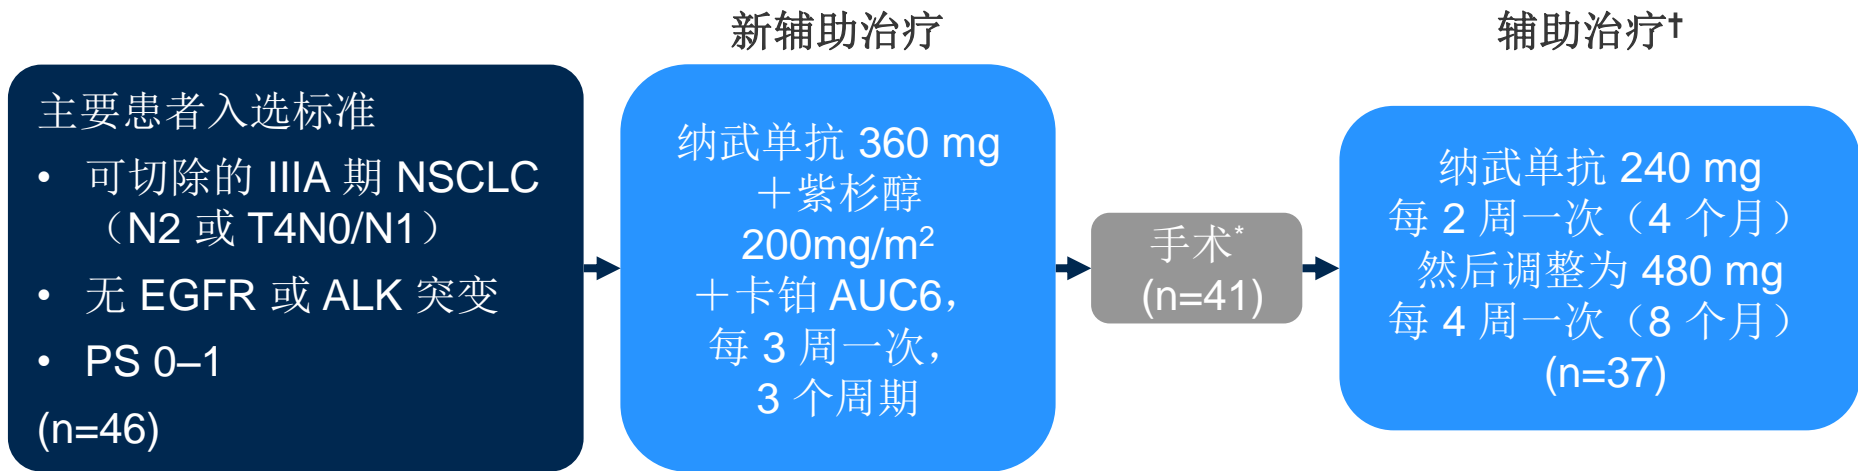 新辅助治疗
辅助治疗†
主要患者入选标准
• 可切除的 IIIA 期 NSCLC
（N2 或 T4N0/N1）
• 无 EGFR 或 ALK 突变
• PS 0–1
(n=46)
纳武单抗 360 mg
＋紫杉醇
200mg/m²
＋卡铂 AUC6，
每 3 周一次，
3 个周期
手术*
(n=41)
纳武单抗 240 mg
每 2 周一次（4 个月）
然后调整为 480 mg
每 4 周一次（8 个月）
(n=37)